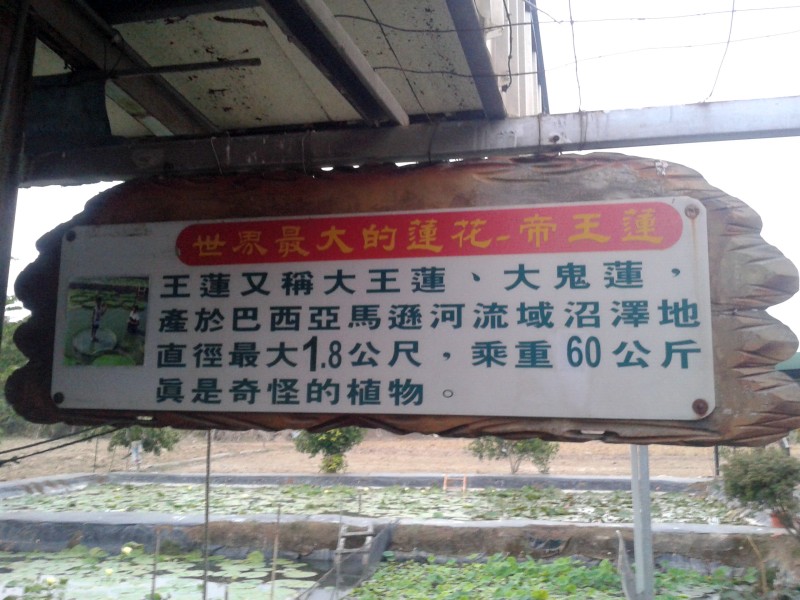 世界最大的蓮花-帝王蓮
王蓮又稱大王蓮、大鬼蓮，
產於巴西亞馬遜河流域沼澤地
直徑最大1.8公尺，乘重60公斤
眞是奇怪的植物。